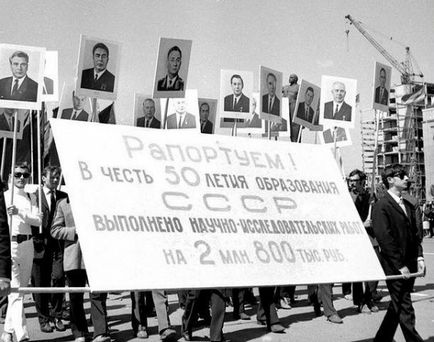 Рапортуем!
В честь 50 летия образования
СССР
выполнено научно-исследовательских работ
на 2 млн. 800 тыс. руб.